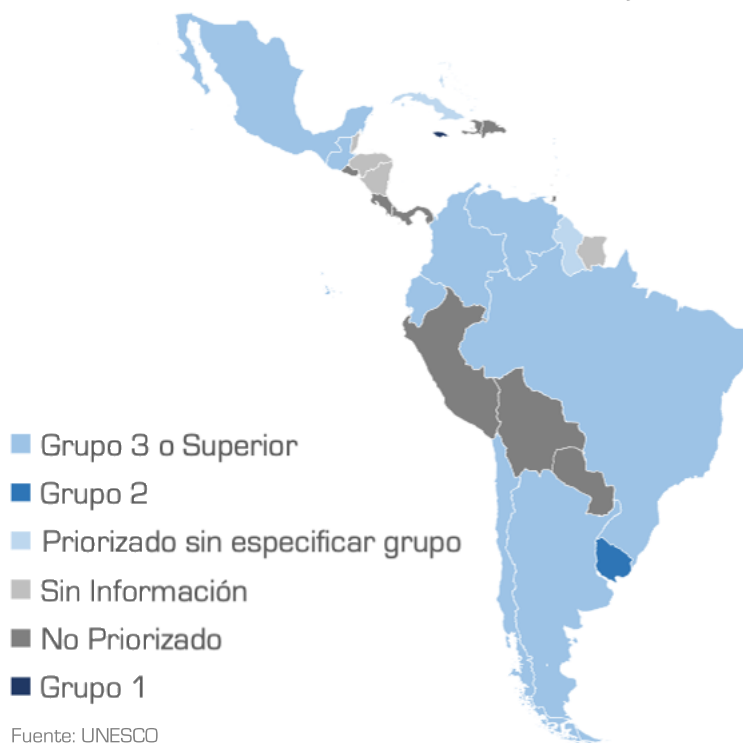 Grupo 3 o Superior
Grupo 2
Priorizado sin especificar grupo
Sin Información
No Priorizado
Grupo 1
Fuente: UNESCO